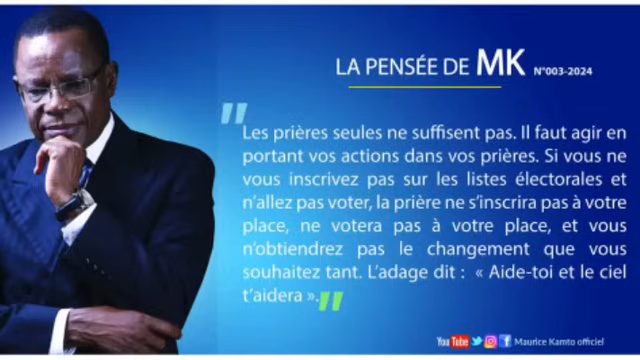 LA PENSÉE DE MK N°003-2024
"
Les prières seules ne suffisent pas. Il faut agir en
portant vos actions dans vos prières. Si vous ne
vous inscrivez pas sur les listes électorales et
n'allez pas voter, la prière ne s'inscrira pas à votre
place, ne votera pas à votre place, et vous
n'obtiendrez pas le changement que vous
souhaitez tant. L'adage dit : « Aide-toi et le ciel
t'aidera ».
"
You Tube Maurice Kamto officiel